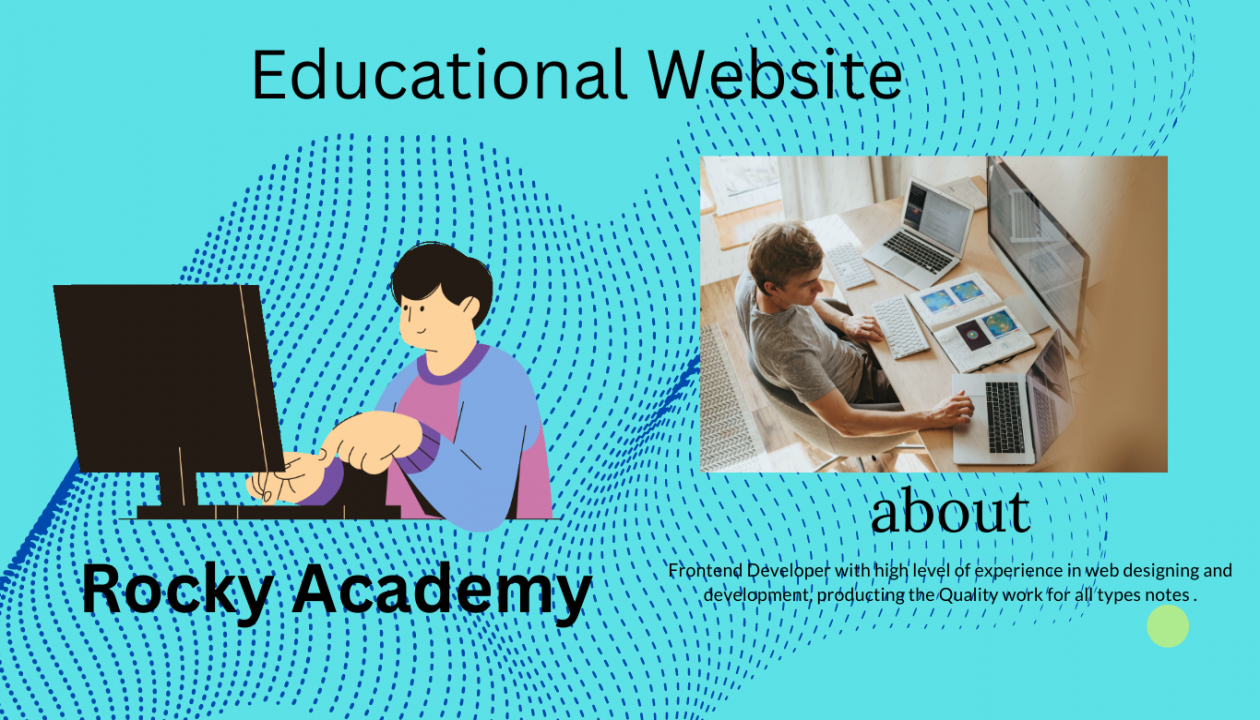 Educational Website
about
Rocky Academy
Frontend Developer with high level of experience in web designing and
development, producting the Quality work for all types notes .